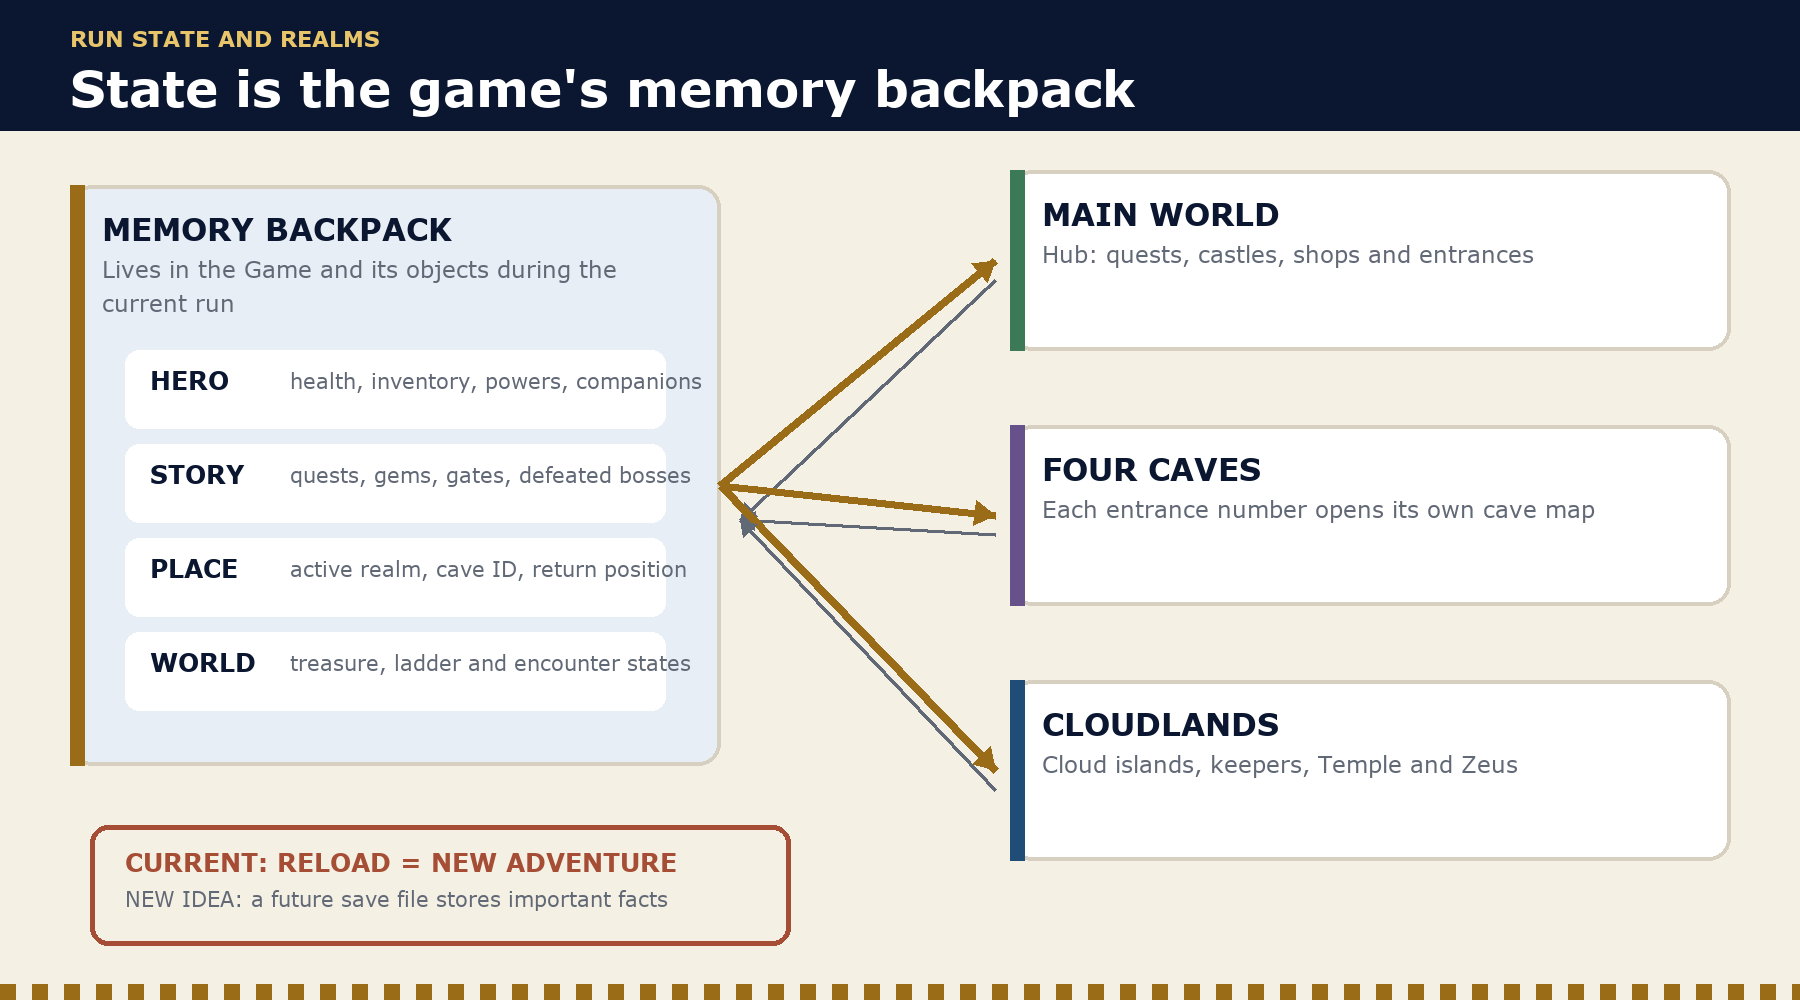 RUN STATE AND REALMS
State is the game's memory backpack
MEMORY BACKPACK
Lives in the Game and its objects during the
current run
HERO health, inventory, powers, companions
STORY quests, gems, gates, defeated bosses
PLACE active realm, cave ID, return position
WORLD treasure, ladder and encounter states
CURRENT: RELOAD = NEW ADVENTURE
NEW IDEA: a future save file stores important facts
MAIN WORLD
Hub: quests, castles, shops and entrances
FOUR CAVES
Each entrance number opens its own cave map
CLOUDLANDS
Cloud islands, keepers, Temple and Zeus